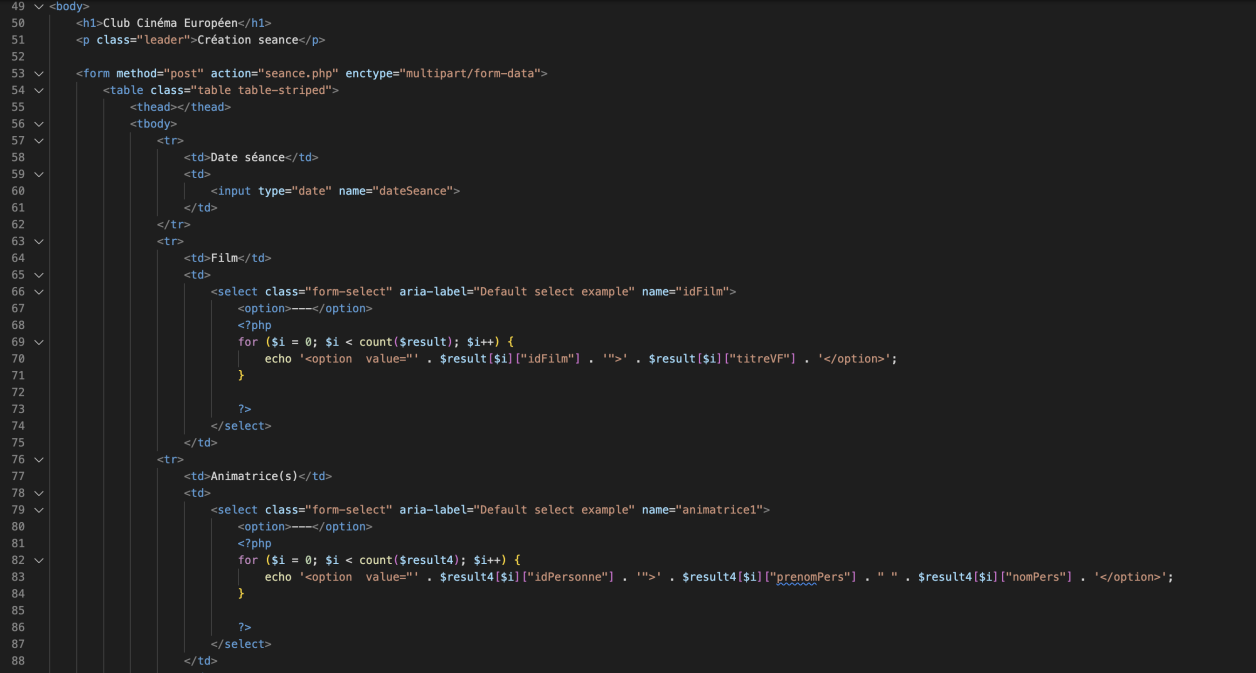 49 <body>
50 <h1>Club Cinéma Européen</h1>
51 <p class="leader">Création seance</p>
52
53 <form method="post" action="seance.php" enctype="multipart/form-data">
54 <table class="table table-striped">
55 <thead></thead>
56 <tbody>
57 <tr>
58 <td>Date séance</td>
59 <td>
60 <input type="date" name="dateSeance">
61 </td>
62 </tr>
63 <tr>
64 <td>Film</td>
65 <td>
66 <select class="form-select" aria-label="Default select example" name="idFilm">
67 <option>---</option>
68 <?php
69 for ($i = 0; $i < count($result); $i++) {
70 echo '<option  value="' . $result[$i]["idFilm"] . '">' . $result[$i]["titreVF"] . '</option>';
71 }
72
73 ?>
74 </select>
75 </td>
76 <tr>
77 <td>Animatrice(s)</td>
78 <td>
79 <select class="form-select" aria-label="Default select example" name="animatrice1">
80 <option>---</option>
81 <?php
82 for ($i = 0; $i < count($result4); $i++) {
83 echo '<option  value="' . $result4[$i]["idPersonne"] . '">' . $result4[$i]["prenomPers"] . " " . $result4[$i]["nomPers"] . '</option>';
84 }
85
86 ?>
87 </select>
88 </td>